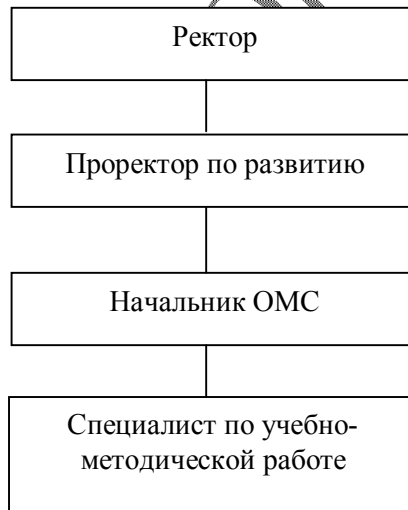 Ректор
Проректор по развитию
Начальник ОМС
Специалист по учебно-
методической работе